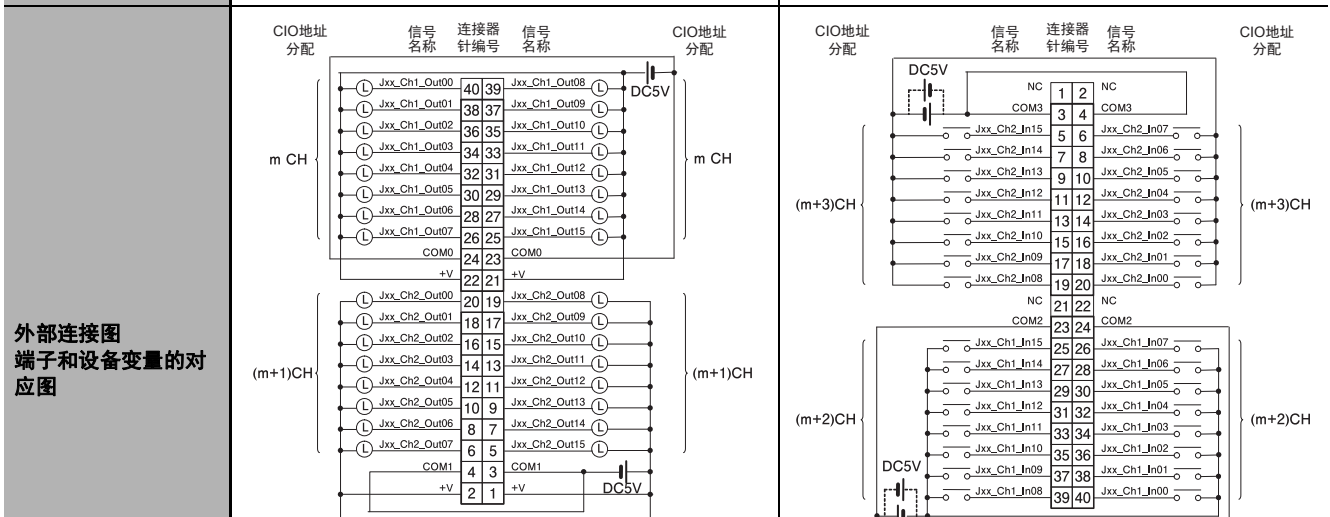 外部连接图
端子和设备变量的对
应图
CIO地址 信号 连接器 信号 CIO地址
分配 名称 针编号 名称 分配
DC5V
Jxx_Ch1_Out00 40 39 Jxx_Ch1_Out08
L L
Jxx_Ch1_Out01 38 37 Jxx_Ch1_Out09
L L
Jxx_Ch1_Out02 36 35 Jxx_Ch1_Out10
L L
Jxx_Ch1_Out03 34 33 Jxx_Ch1_Out11
L L
m CH m CH
Jxx_Ch1_Out04 32 31 Jxx_Ch1_Out12
L L
Jxx_Ch1_Out05 30 29 Jxx_Ch1_Out13
L L
Jxx_Ch1_Out06 28 27 Jxx_Ch1_Out14
L L
Jxx_Ch1_Out07 26 25 Jxx_Ch1_Out15
L L
COM0 24 23 COM0
+V 22 21 +V
Jxx_Ch2_Out00 20 19 Jxx_Ch2_Out08
L L
Jxx_Ch2_Out01 18 17 Jxx_Ch2_Out09
L L
Jxx_Ch2_Out02 16 15 Jxx_Ch2_Out10
L L
Jxx_Ch2_Out03 14 13 Jxx_Ch2_Out11
L L
(m+1)CH (m+1)CH
Jxx_Ch2_Out04 12 11 Jxx_Ch2_Out12
L L
Jxx_Ch2_Out05 10 9 Jxx_Ch2_Out13
L L
Jxx_Ch2_Out06 8 7 Jxx_Ch2_Out14
L L
Jxx_Ch2_Out07 6 5 Jxx_Ch2_Out15
L L
COM1 4 3 COM1
+V 2 1 +V
DC5V
CIO地址 信号 连接器 信号 CIO地址
分配 名称 针编号 名称 分配
DC5V
NC 1 2 NC
COM3 3 4 COM3
Jxx_Ch2_In15 5 6 Jxx_Ch2_In07
Jxx_Ch2_In14 7 8 Jxx_Ch2_In06
Jxx_Ch2_In13 9 10 Jxx_Ch2_In05
Jxx_Ch2_In12 11 12 Jxx_Ch2_In04
(m+3)CH (m+3)CH
Jxx_Ch2_In11 13 14 Jxx_Ch2_In03
Jxx_Ch2_In10 15 16 Jxx_Ch2_In02
Jxx_Ch2_In09 17 18 Jxx_Ch2_In01
Jxx_Ch2_In08 19 20 Jxx_Ch2_In00
NC 21 22 NC
COM2 23 24 COM2
Jxx_Ch1_In15 25 26 Jxx_Ch1_In07
Jxx_Ch1_In14 27 28 Jxx_Ch1_In06
Jxx_Ch1_In13 29 30 Jxx_Ch1_In05
Jxx_Ch1_In12 31 32 Jxx_Ch1_In04
(m+2)CH (m+2)CH
Jxx_Ch1_In11 33 34 Jxx_Ch1_In03
Jxx_Ch1_In10 35 36 Jxx_Ch1_In02
DC5V
Jxx_Ch1_In09 37 38 Jxx_Ch1_In01
Jxx_Ch1_In08 39 40 Jxx_Ch1_In00